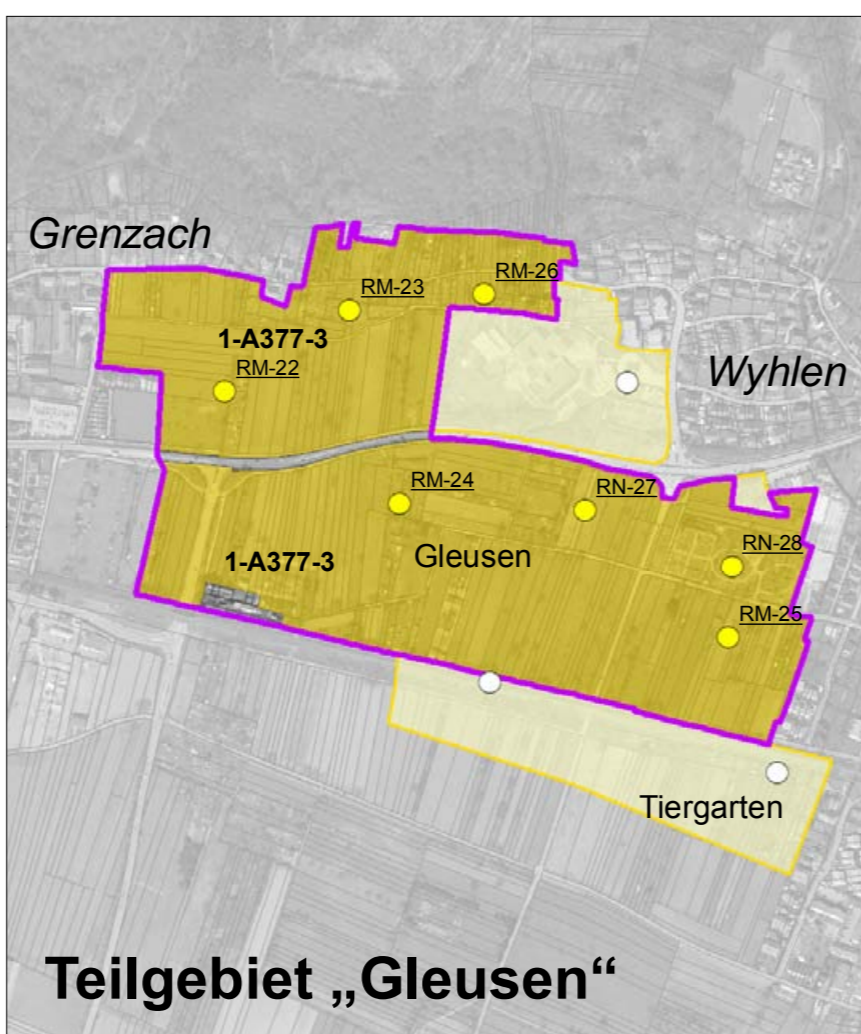 Grenzach
RM-26
RM-23
1-A377-3
RM-22
Wyhlen
RM-24
RN-27
Gleusen
RN-28
1-A377-3
RM-25
Tiergarten
Teilgebiet „Gleusen“